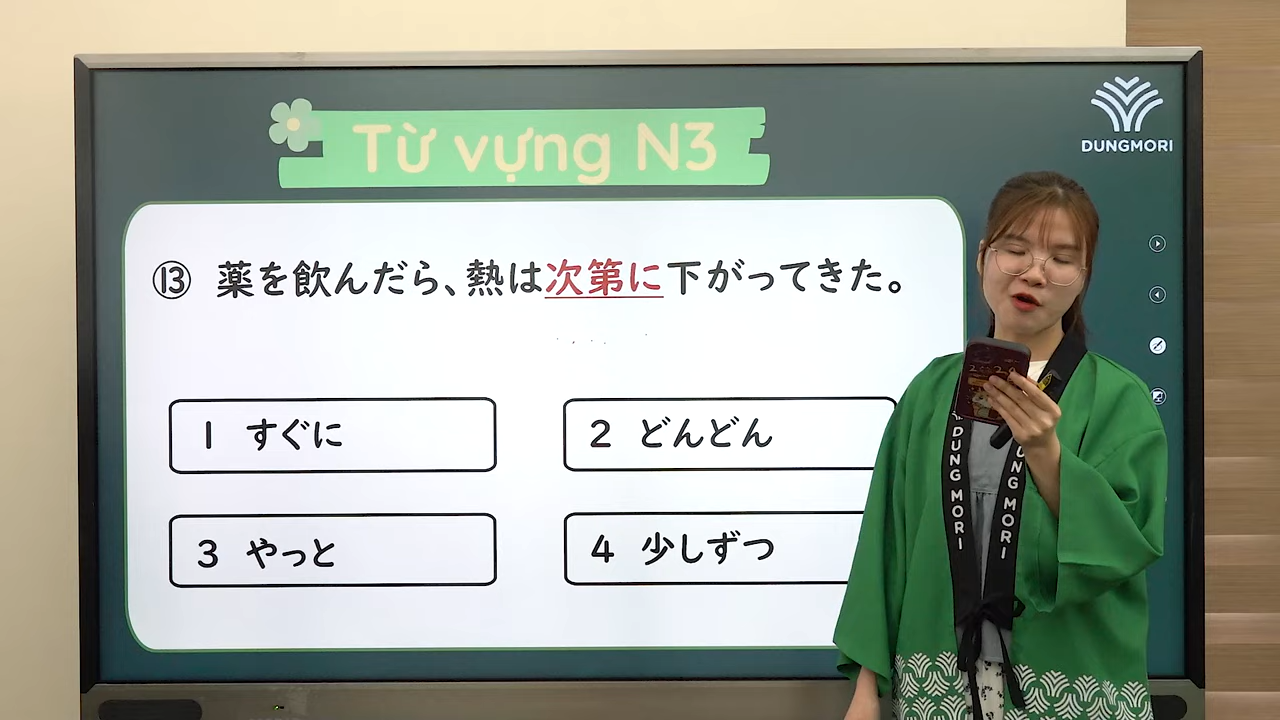 Từ vựng N3
DUNGMORI
⑬ 薬を飲んだら、熱は次第に下がってきた。
1 すぐに
2 どんどん
3 やっと
4 少しずつ
DUNG MORI
UNG MORI